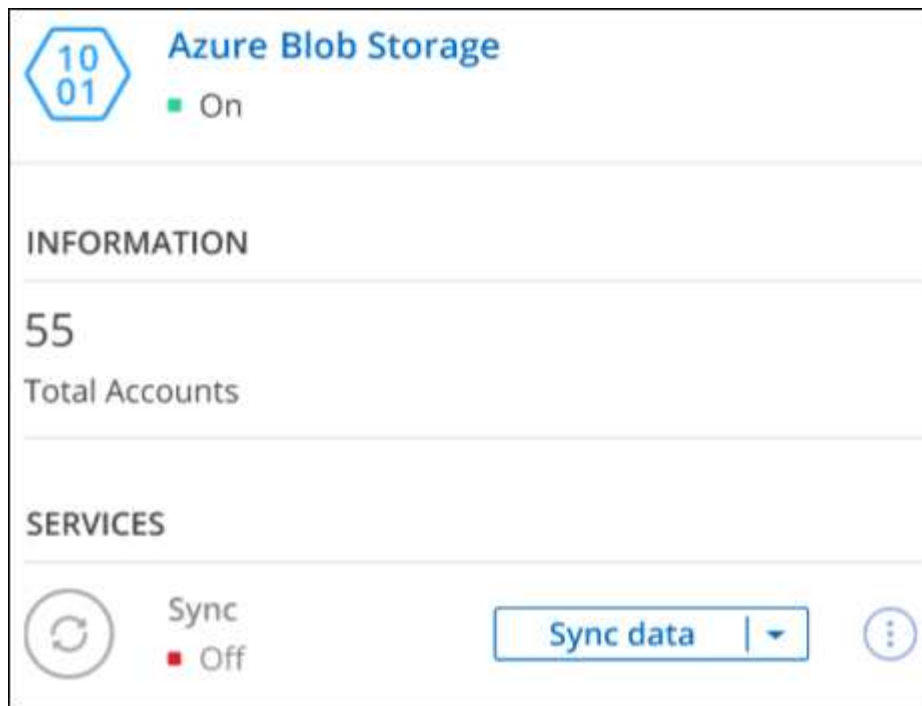 10
01
Azure Blob Storage
On
INFORMATION
55
Total Accounts
SERVICES
Sync
Off
Sync data